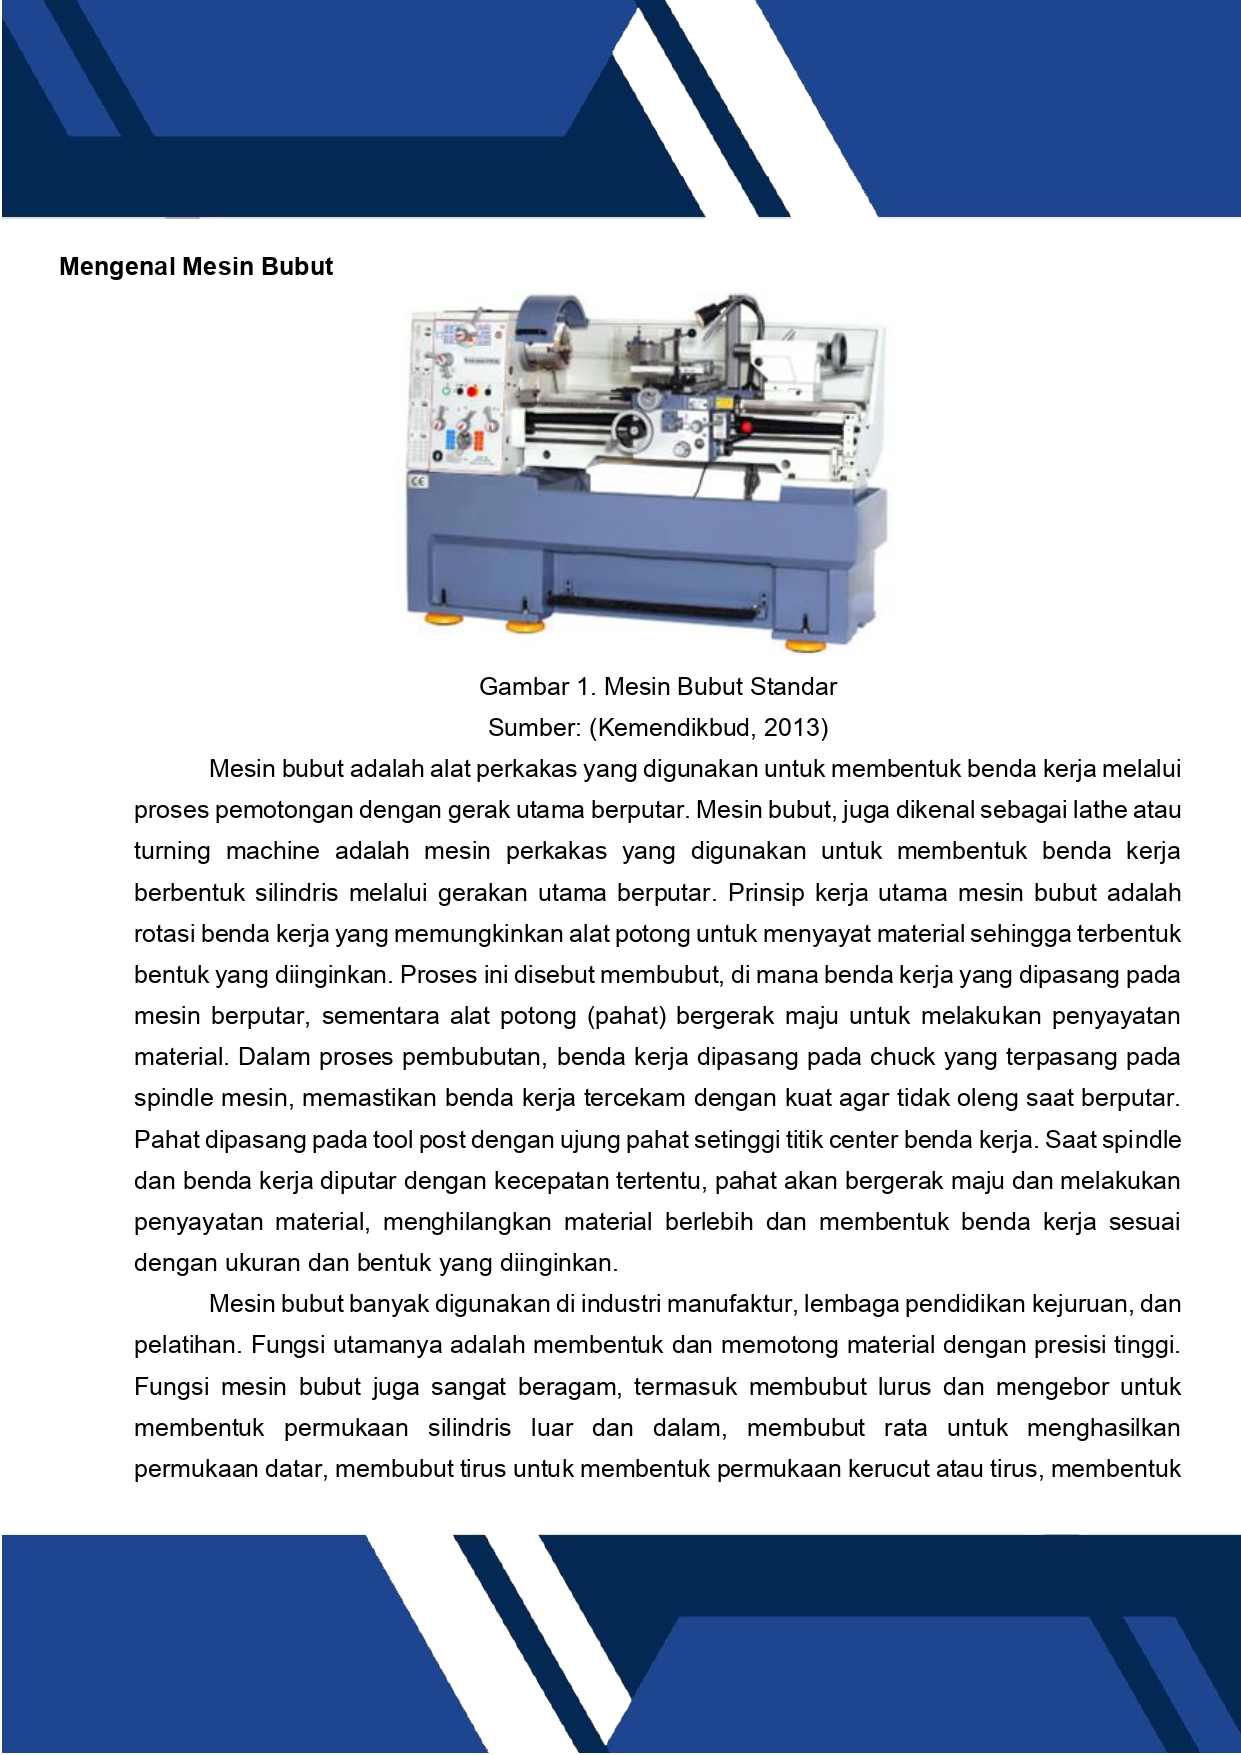 Mengenal Mesin Bubut
CE
Gambar 1. Mesin Bubut Standar
Sumber: (Kemendikbud, 2013)
Mesin bubut adalah alat perkakas yang digunakan untuk membentuk benda kerja melalui
proses pemotongan dengan gerak utama berputar. Mesin bubut, juga dikenal sebagai lathe atau
turning machine adalah mesin perkakas yang digunakan untuk membentuk benda kerja
berbentuk silindris melalui gerakan utama berputar. Prinsip kerja utama mesin bubut adalah
rotasi benda kerja yang memungkinkan alat potong untuk menyayat material sehingga terbentuk
bentuk yang diinginkan. Proses ini disebut membubut, di mana benda kerja yang dipasang pada
mesin berputar, sementara alat potong (pahat) bergerak maju untuk melakukan penyayatan
material. Dalam proses pembubutan, benda kerja dipasang pada chuck yang terpasang pada
spindle mesin, memastikan benda kerja tercekam dengan kuat agar tidak oleng saat berputar.
Pahat dipasang pada tool post dengan ujung pahat setinggi titik center benda kerja. Saat spindle
dan benda kerja diputar dengan kecepatan tertentu, pahat akan bergerak maju dan melakukan
penyayatan material, menghilangkan material berlebih dan membentuk benda kerja sesuai
dengan ukuran dan bentuk yang diinginkan.
Mesin bubut banyak digunakan di industri manufaktur, lembaga pendidikan kejuruan, dan
pelatihan. Fungsi utamanya adalah membentuk dan memotong material dengan presisi tinggi.
Fungsi mesin bubut juga sangat beragam, termasuk membubut lurus dan mengebor untuk
membentuk permukaan silindris luar dan dalam, membubut rata untuk menghasilkan
permukaan datar, membubut tirus untuk membentuk permukaan kerucut atau tirus, membentuk